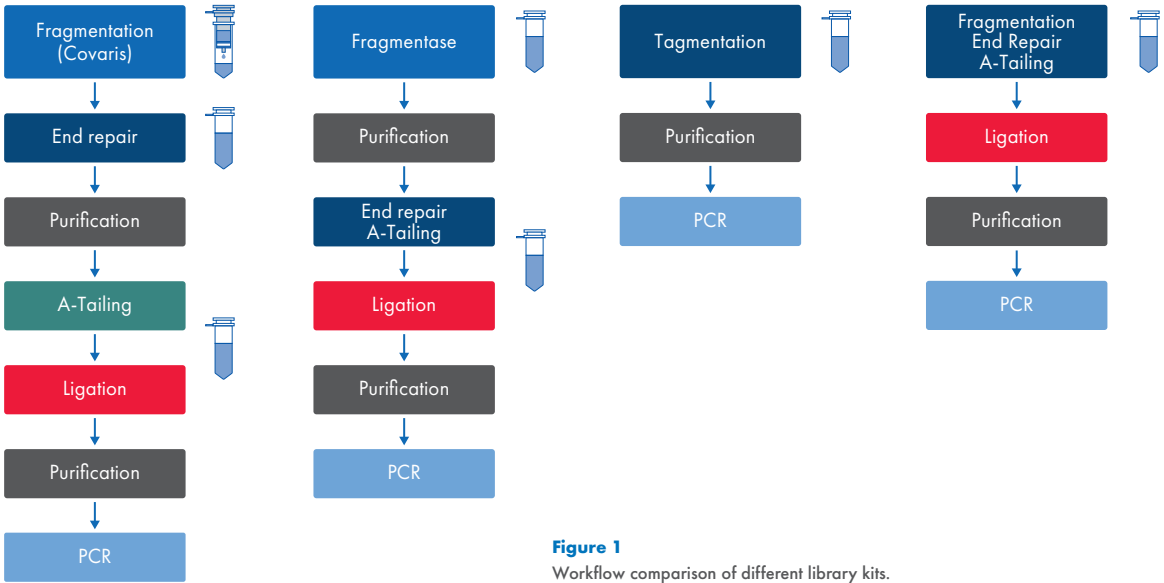 Fragmentation
(Covaris)
End repair
Purification
A-Tailing
Ligation
Purification
PCR
Fragmentase
Purification
End repair
A-Tailing
Ligation
Purification
PCR
Tagmentation
Purification
PCR
Fragmentation
End Repair
A-Tailing
Ligation
Purification
PCR
Figure 1
Workflow comparison of different library kits.